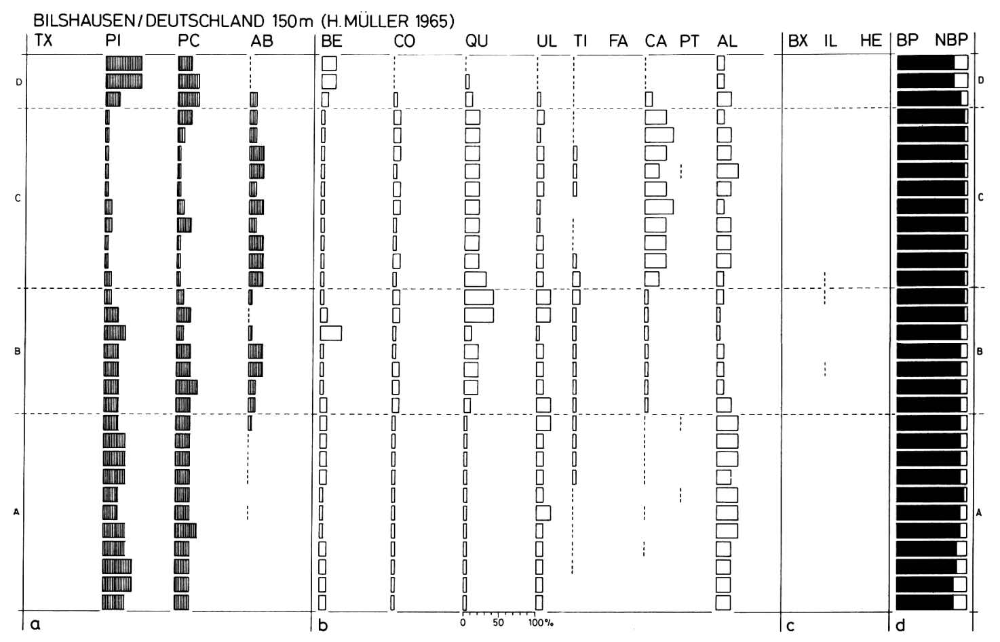 BILSHAUSEN/DEUTSCHLAND 150m (H.MÜLLER 1965)
TX PI PC AB BE CO QU UL TI FA CA PT AL BX IL HE BP NBP
D D
C C
B B
A A
0 50 100%
a b c d